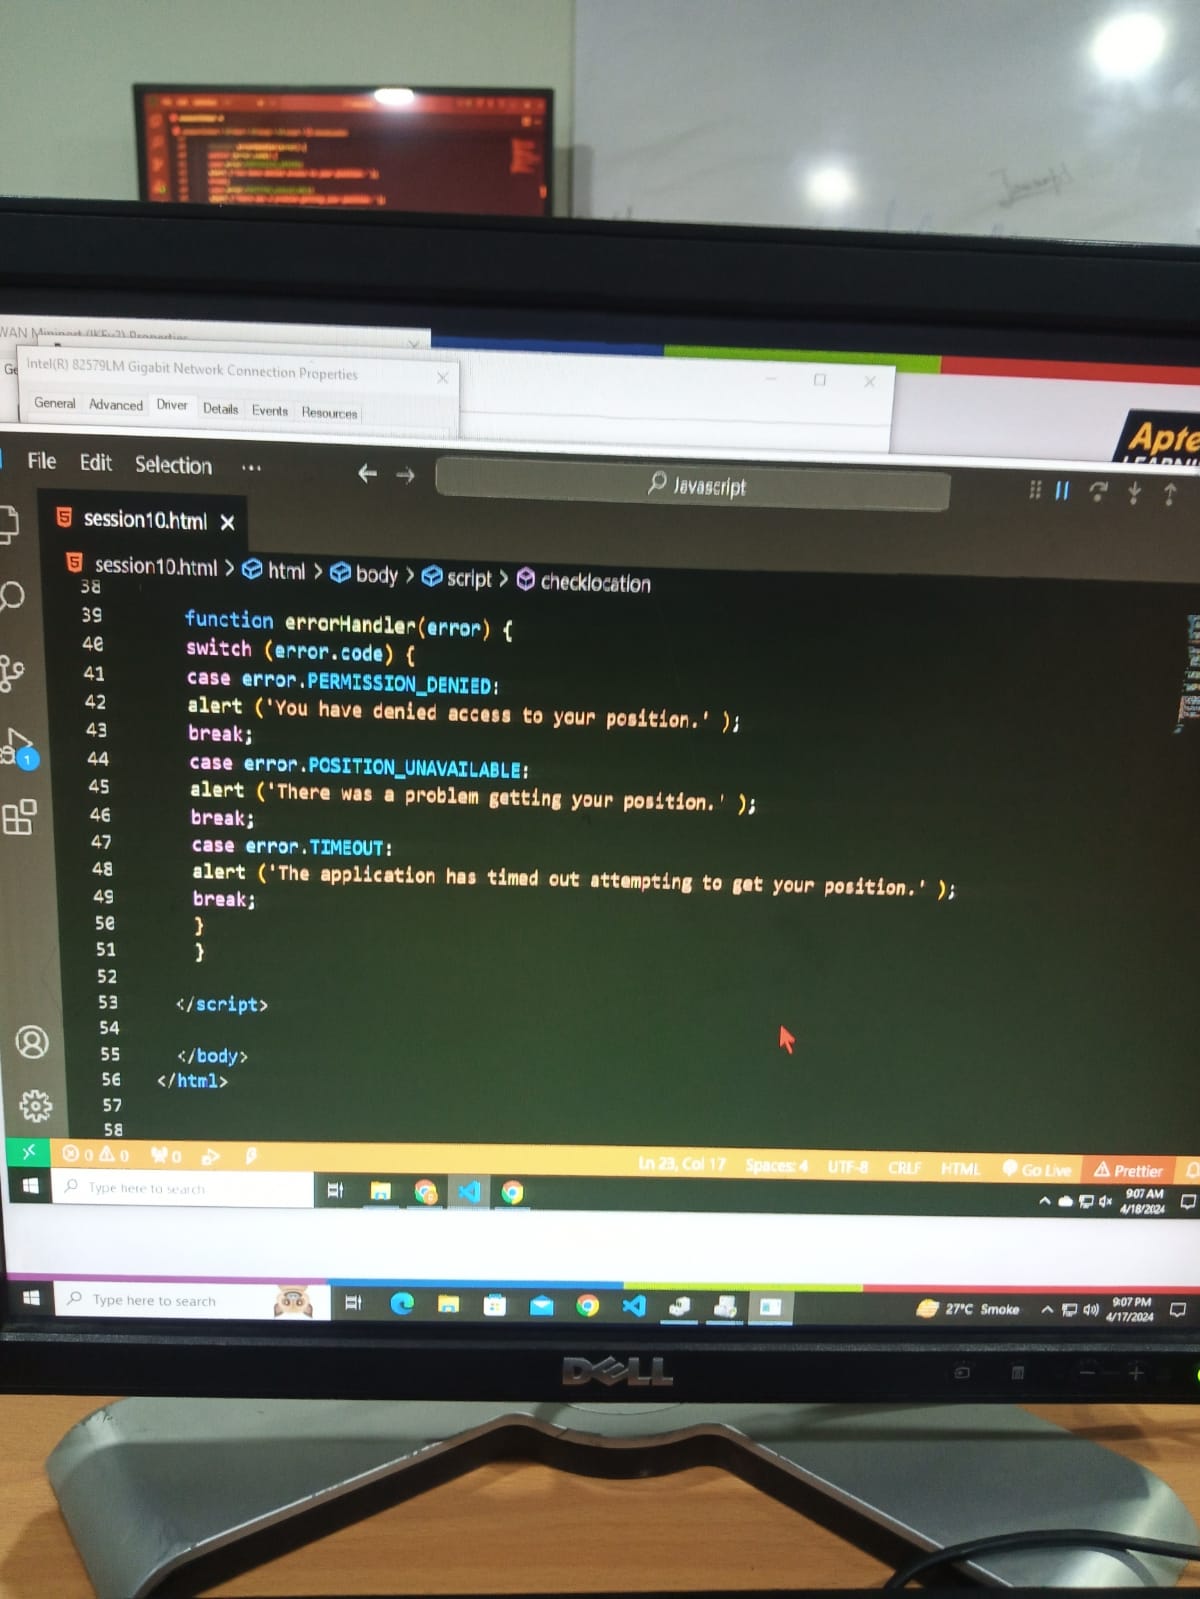 Intel(R) 82579LM Gigabit Network Connection Properties
General Advanced Driver Details Events Resources
Apte
File Edit Selection ...
Javascript
session10.html
session10.html > html > body > script > checklocation
38
39 function errorHandler(error) {
40 switch (error.code) {
41 case error.PERMISSION_DENIED:
42 alert ('You have denied access to your position.' );
43 break;
44 case error.POSITION_UNAVAILABLE:
45 alert ('There was a problem getting your position.' );
46 break;
47 case error.TIMEOUT:
48 alert ('The application has timed out attempting to get your position.' );
49 break;
50 }
51 }
52
53 </script>
54
55 </body>
56 </html>
57
58
1
0 0 0 Ln 23, Col 17 Spaces: 4 UTF-8 CRLF HTML Go Live Prettier
Type here to search 9:07 AM
4/18/2024
Type here to search 27°C Smoke 9:07 PM
4/17/2024
DELL